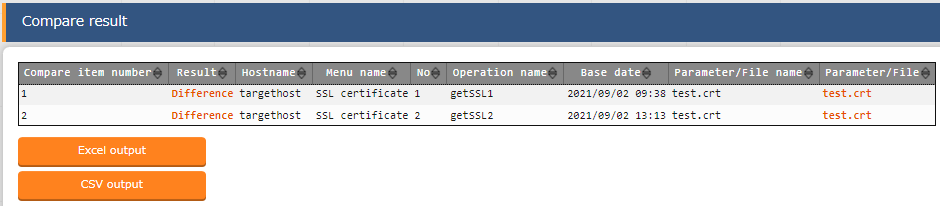 Compare result
Compare item number Result Hostname Menu name No Operation name Base date Parameter/File name Parameter/File
1 Difference targethost SSL certificate 1 getSSL1 2021/09/02 09:38 test.crt test.crt
2 Difference targethost SSL certificate 2 getSSL2 2021/09/02 13:13 test.crt test.crt
Excel output
CSV output